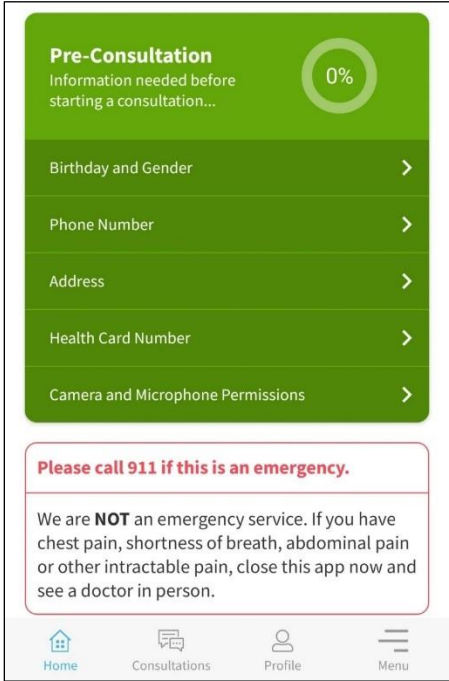 Pre-Consultation
Information needed before
starting a consultation...
0%
Birthday and Gender
Phone Number
Address
Health Card Number
Camera and Microphone Permissions
Please call 911 if this is an emergency.
We are NOT an emergency service. If you have
chest pain, shortness of breath, abdominal pain
or other intractable pain, close this app now and
see a doctor in person.
Home
Consultations
Profile
Menu